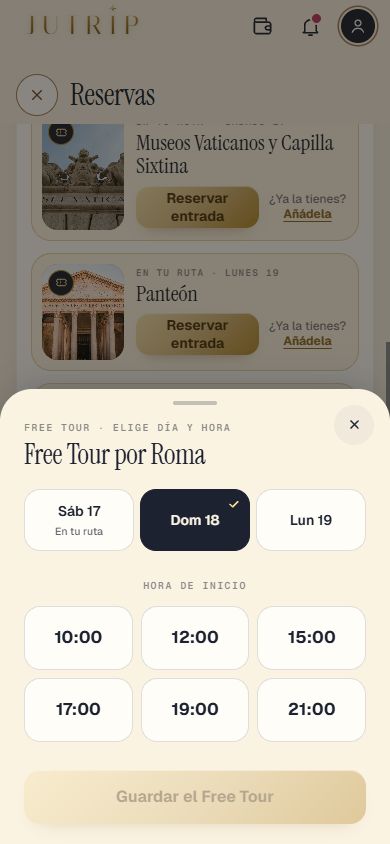 JUTRIP
Reservas
Museos Vaticanos y Capilla
Sixtina
Reservar
entrada
¿Ya la tienes?
Añádela
EN TU RUTA · LUNES 19
Panteón
Reservar
entrada
¿Ya la tienes?
Añádela
FREE TOUR · ELIGE DÍA Y HORA
Free Tour por Roma
Sáb 17
En tu ruta
Dom 18
Lun 19
HORA DE INICIO
10:00
12:00
15:00
17:00
19:00
21:00
Guardar el Free Tour